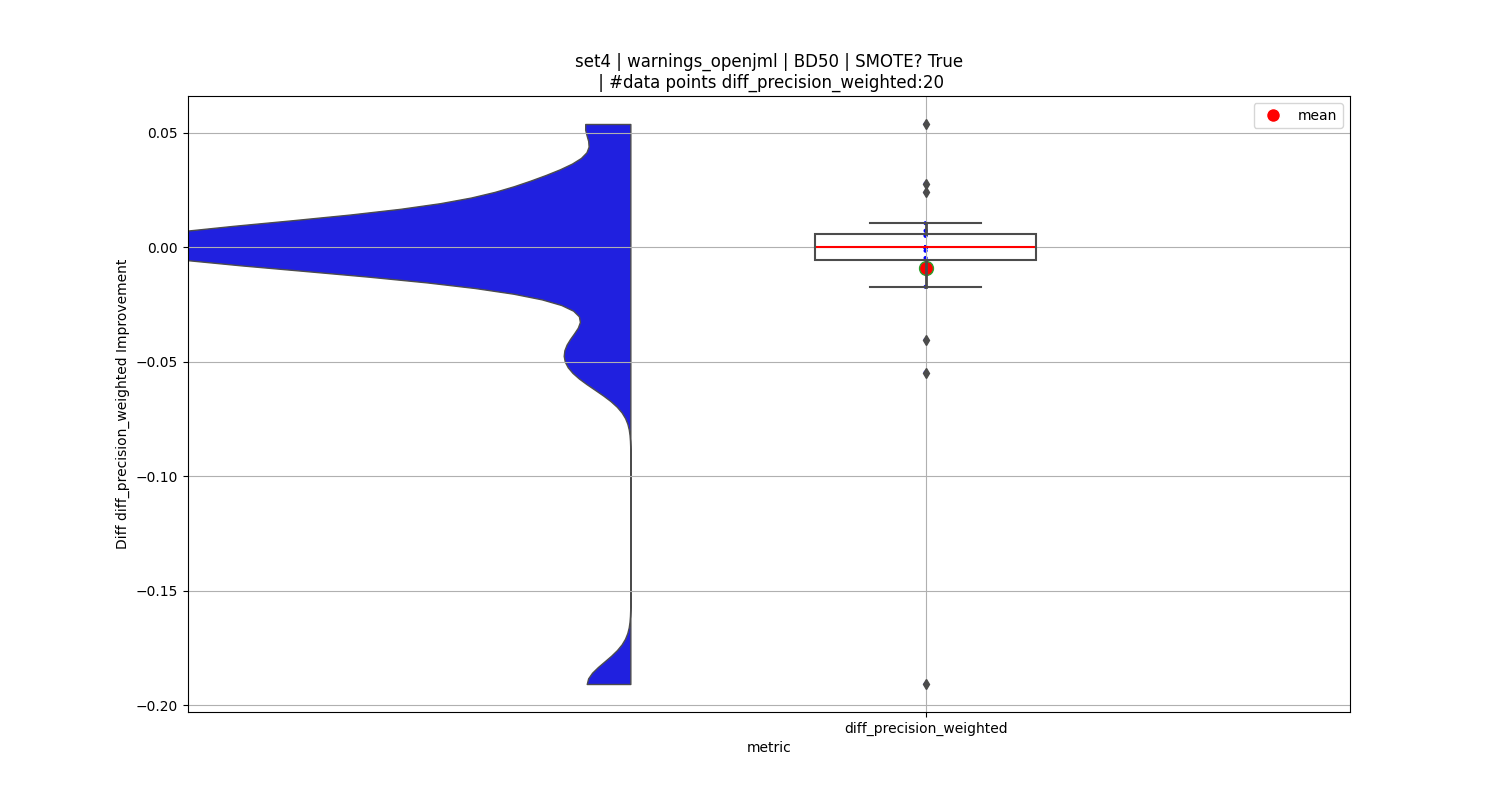 set4 | warnings_openjml | BD50 | SMOTE? True
| #data points diff_precision_weighted:20
mean
0.05
0.00
−0.05
−0.10
−0.15
−0.20
Diff diff_precision_weighted Improvement
diff_precision_weighted
metric